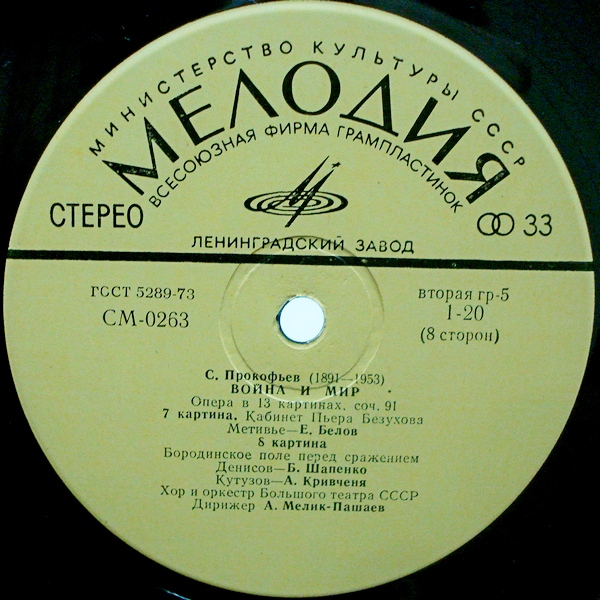 МИНИСТЕРСТВО КУЛЬТУРЫ СССР
МЕЛОДИЯ
ВСЕСОЮЗНАЯ ФИРМА ГРАМПЛАСТИНОК
СТЕРЕО
33
ЛЕНИНГРАДСКИЙ ЗАВОД
ГОСТ 5289-73
вторая гр-5
СМ-0263
1-20
(8 сторон)
С. Прокофьев (1891—1953)
ВОЙНА И МИР
Опера в 13 картинах, соч. 91
7 картина. Кабинет Пьера Безухова
Метивье—Е. Белов
8 картина
Бородинское поле перед сражением
Денисов—Б. Шапенко
Кутузов—А. Кривченя
Хор и оркестр Большого театра СССР
Дирижер А. Мелик-Пашаев